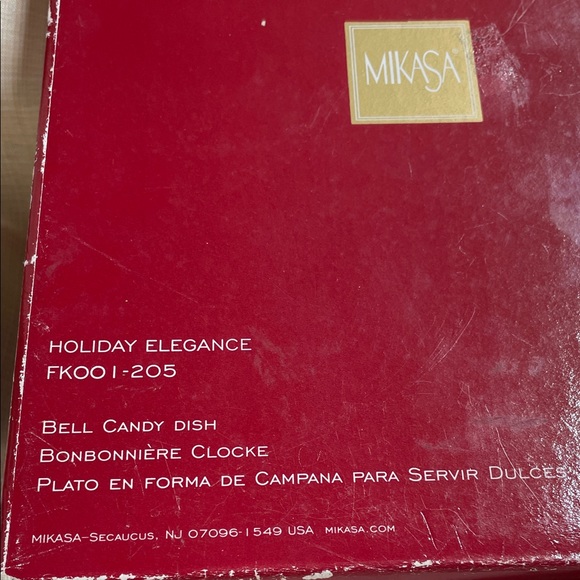 MIKASA
HOLIDAY ELEGANCE
FK001-205
BELL CANDY DISH
BONBONNIÈRE CLOCKE
PLATO EN FORMA DE CAMPANA PARA SERVIR DULCES
MIKASA–SECAUCUS, NJ 07096-1549 USA MIKASA.COM